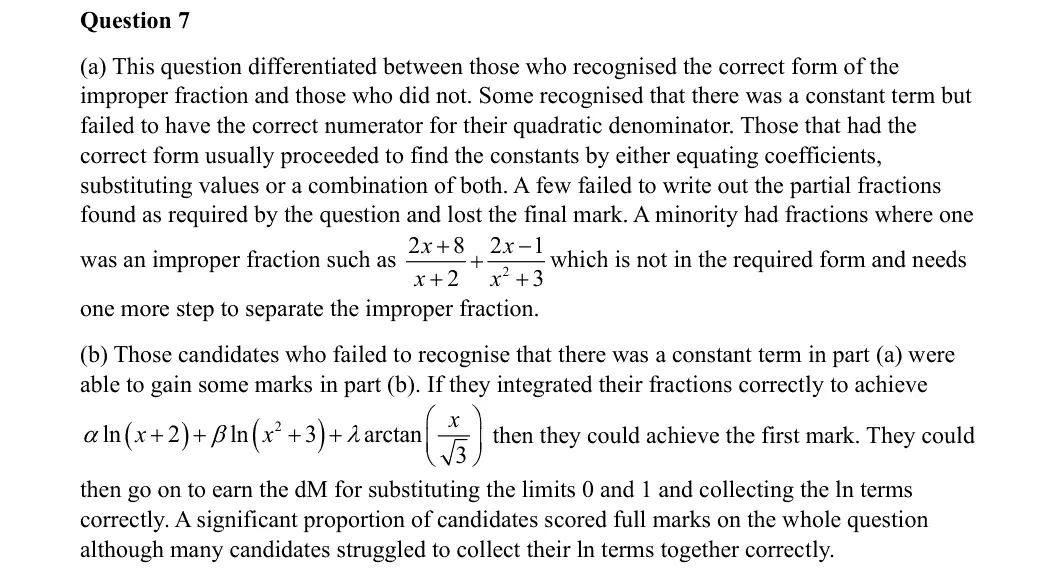 Question 7
(a) This question differentiated between those who recognised the correct form of the
improper fraction and those who did not. Some recognised that there was a constant term but
failed to have the correct numerator for their quadratic denominator. Those that had the
correct form usually proceeded to find the constants by either equating coefficients,
substituting values or a combination of both. A few failed to write out the partial fractions
found as required by the question and lost the final mark. A minority had fractions where one
was an improper fraction such as (2x+8)/(x+2) + (2x−1)/(x²+3) which is not in the required form and needs
one more step to separate the improper fraction.
(b) Those candidates who failed to recognise that there was a constant term in part (a) were
able to gain some marks in part (b). If they integrated their fractions correctly to achieve
α ln(x+2)+β ln(x²+3)+λ arctan(x/√3) then they could achieve the first mark. They could
then go on to earn the dM for substituting the limits 0 and 1 and collecting the ln terms
correctly. A significant proportion of candidates scored full marks on the whole question
although many candidates struggled to collect their ln terms together correctly.